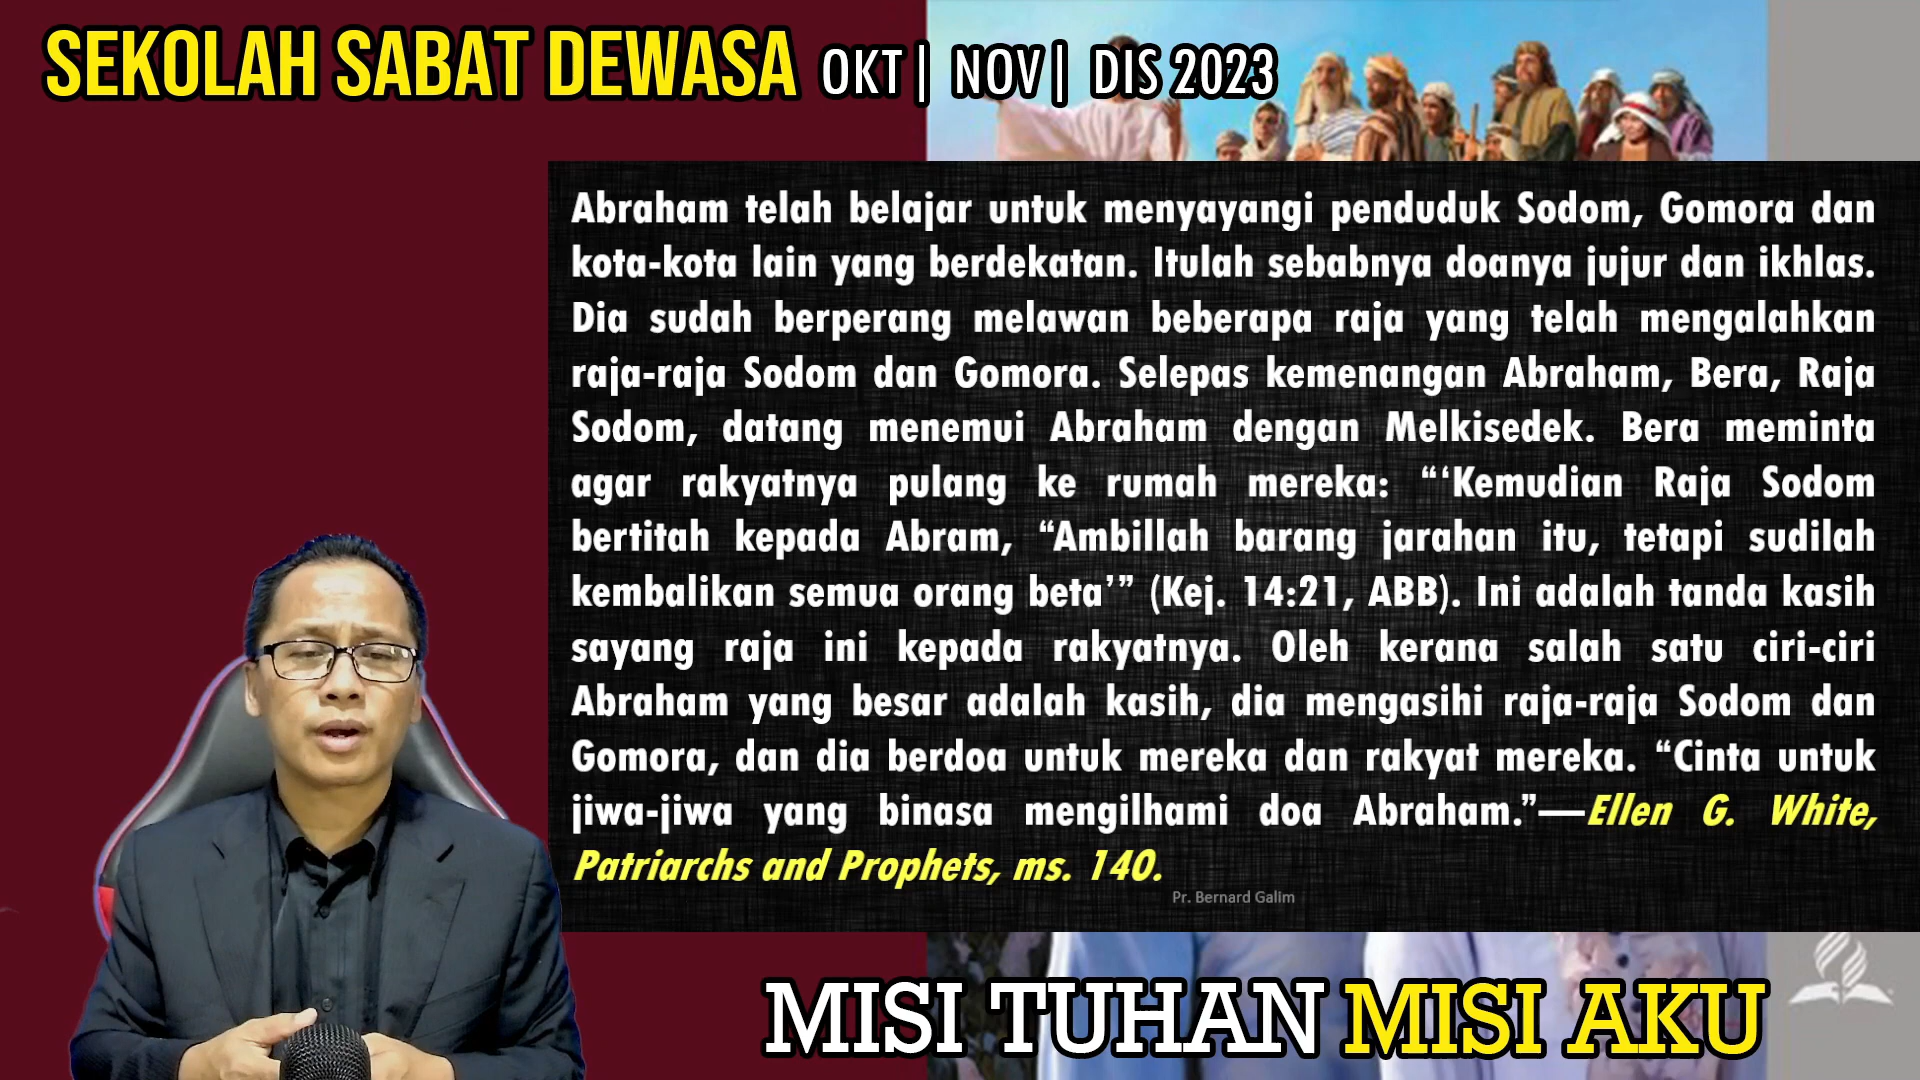 SEKOLAH SABAT DEWASA OKT | NOV | DIS 2023
Abraham telah belajar untuk menyayangi penduduk Sodom, Gomora dan
kota-kota lain yang berdekatan. Itulah sebabnya doanya jujur dan ikhlas.
Dia sudah berperang melawan beberapa raja yang telah mengalahkan
raja-raja Sodom dan Gomora. Selepas kemenangan Abraham, Bera, Raja
Sodom, datang menemui Abraham dengan Melkisedek. Bera meminta
agar rakyatnya pulang ke rumah mereka: “‘Kemudian Raja Sodom
bertitah kepada Abram, “Ambillah barang jarahan itu, tetapi sudilah
kembalikan semua orang beta’” (Kej. 14:21, ABB). Ini adalah tanda kasih
sayang raja ini kepada rakyatnya. Oleh kerana salah satu ciri-ciri
Abraham yang besar adalah kasih, dia mengasihi raja-raja Sodom dan
Gomora, dan dia berdoa untuk mereka dan rakyat mereka. “Cinta untuk
jiwa-jiwa yang binasa mengilhami doa Abraham.”—Ellen G. White,
Patriarchs and Prophets, ms. 140.
Pr. Bernard Galim
MISI TUHAN MISI AKU